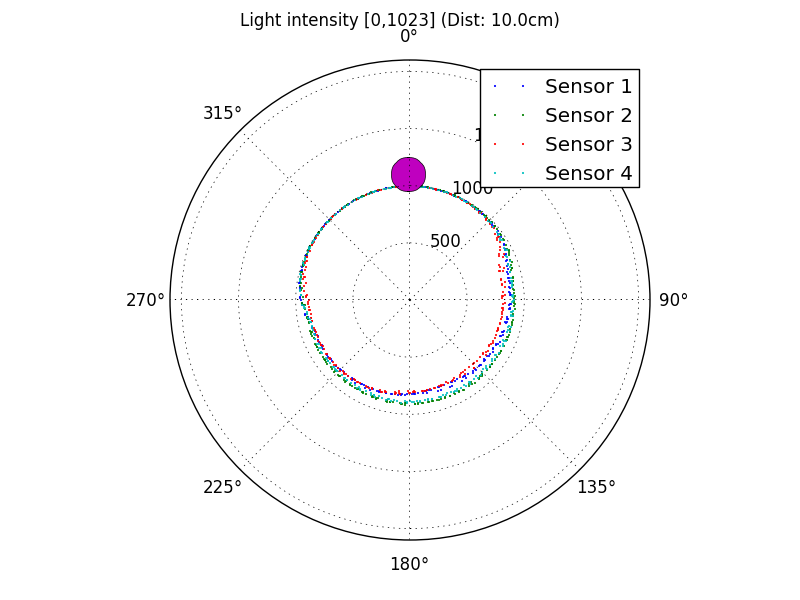 Light intensity [0,1023] (Dist: 10.0cm)
0°
315°
Sensor 1
Sensor 2
Sensor 3
Sensor 4
1000
500
270°
90°
225°
135°
180°